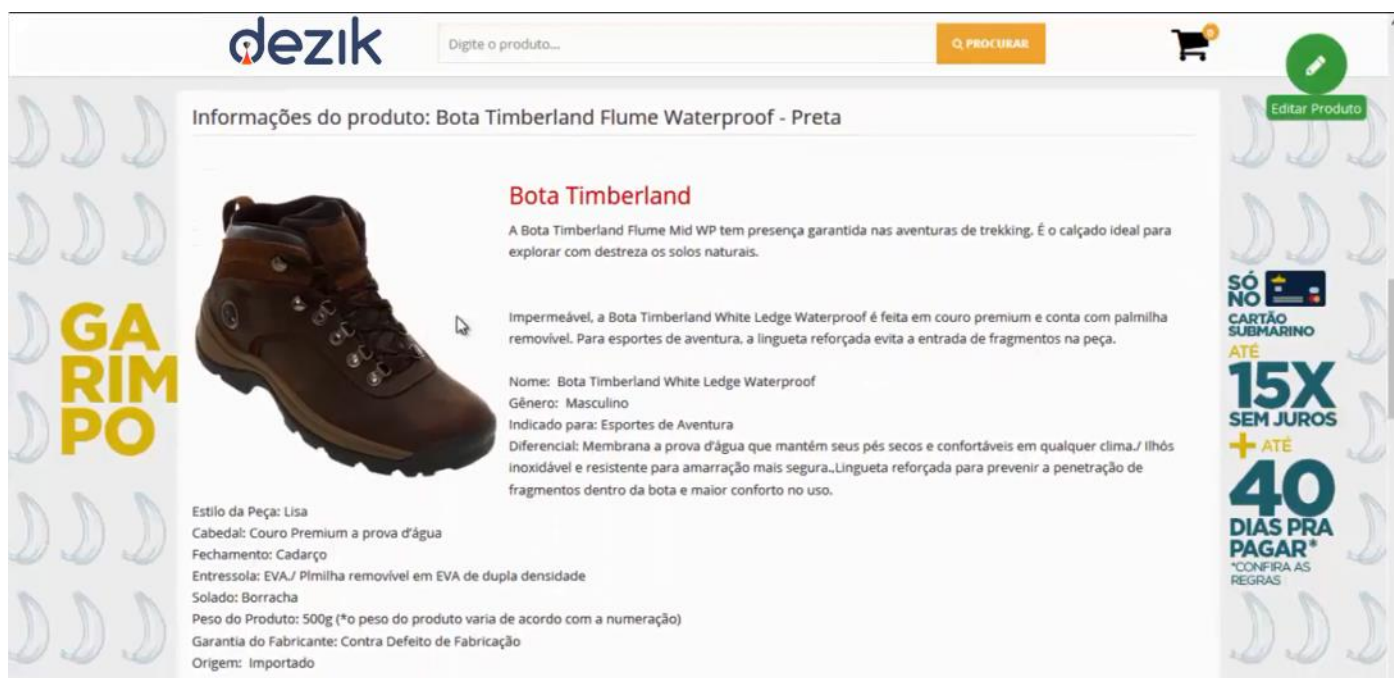 dezik
Digite o produto...
PROCURAR
0
Editar Produto
Informações do produto: Bota Timberland Flume Waterproof - Preta
Bota Timberland
A Bota Timberland Flume Mid WP tem presença garantida nas aventuras de trekking. É o calçado ideal para
explorar com destreza os solos naturais.
Impermeável, a Bota Timberland White Ledge Waterproof é feita em couro premium e conta com palmilha
removível. Para esportes de aventura, a lingueta reforçada evita a entrada de fragmentos na peça.
Nome: Bota Timberland White Ledge Waterproof
Gênero: Masculino
Indicado para: Esportes de Aventura
Diferencial: Membrana a prova d'água que mantém seus pés secos e confortáveis em qualquer clima./ Ilhós
inoxidável e resistente para amarração mais segura.,Lingueta reforçada para prevenir a penetração de
fragmentos dentro da bota e maior conforto no uso.
Estilo da Peça: Lisa
Cabedal: Couro Premium a prova d'água
Fechamento: Cadarço
Entressola: EVA./ Plmilha removível em EVA de dupla densidade
Solado: Borracha
Peso do Produto: 500g (*o peso do produto varia de acordo com a numeração)
Garantia do Fabricante: Contra Defeito de Fabricação
Origem: Importado
GA
RIM
PO
SÓ
NO
CARTÃO
SUBMARINO
ATÉ
15X
SEM JUROS
+ ATÉ
40
DIAS PRA
PAGAR*
*CONFIRA AS
REGRAS